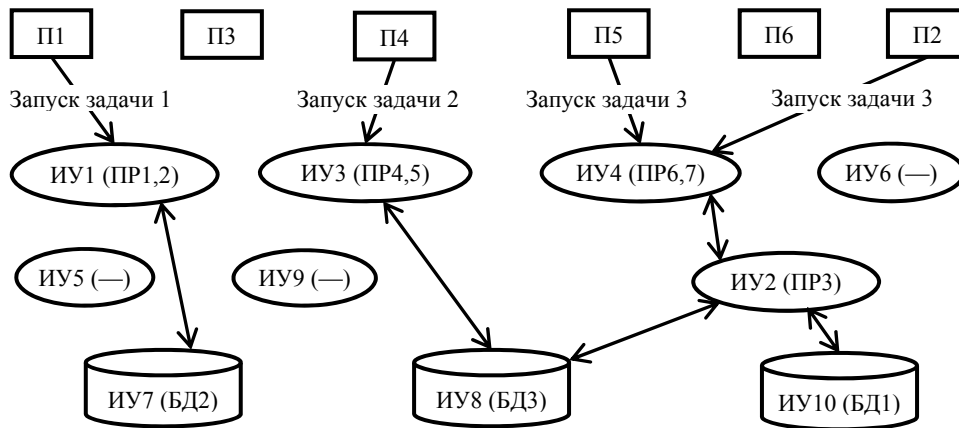 П1
П3
П4
П5
П6
П2
Запуск задачи 1
Запуск задачи 2
Запуск задачи 3
Запуск задачи 3
ИУ1 (ПР1,2)
ИУ3 (ПР4,5)
ИУ4 (ПР6,7)
ИУ6 (—)
ИУ5 (—)
ИУ9 (—)
ИУ2 (ПР3)
ИУ7 (БД2)
ИУ8 (БД3)
ИУ10 (БД1)